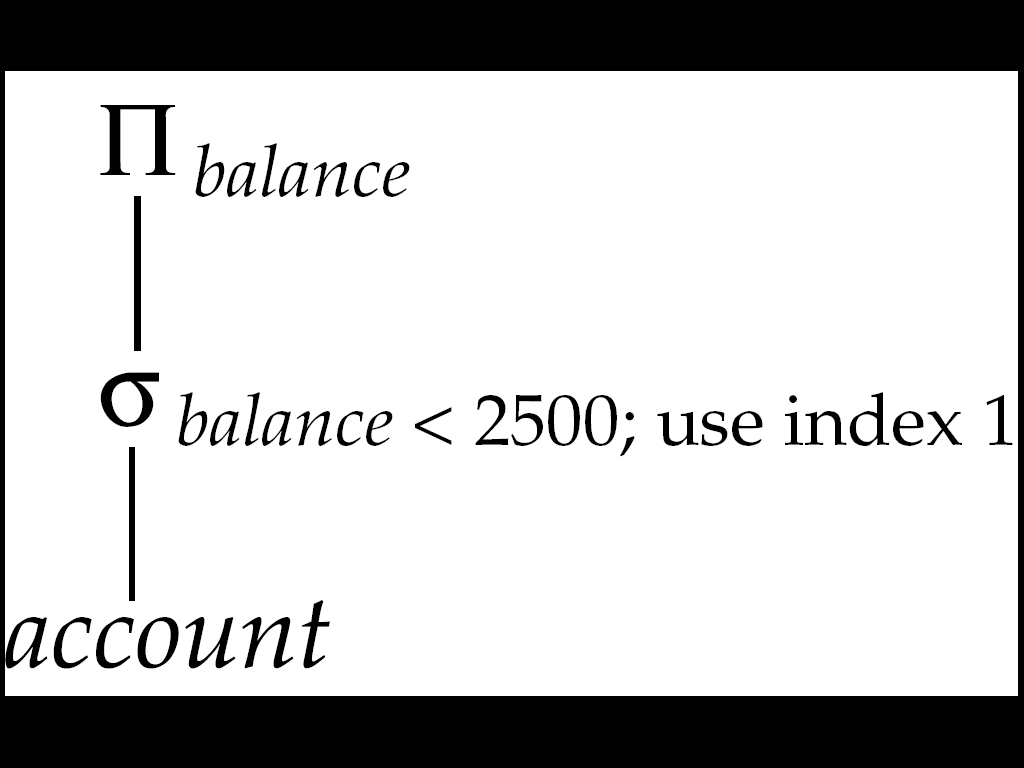 Π balance
σ balance < 2500; use index 1
account